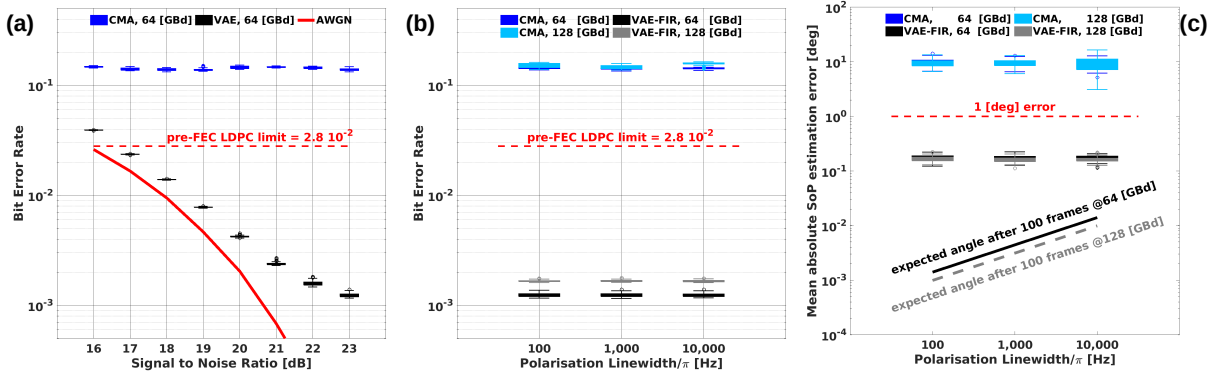 (a)
CMA, 64 [GBd] VAE, 64 [GBd] AWGN
Bit Error Rate
10-1
10-2
10-3
pre-FEC LDPC limit = 2.8 10-2
16 17 18 19 20 21 22 23
Signal to Noise Ratio [dB]
(b)
CMA, 64 [GBd] VAE-FIR, 64 [GBd]
CMA, 128 [GBd] VAE-FIR, 128 [GBd]
Bit Error Rate
10-1
10-2
10-3
pre-FEC LDPC limit = 2.8 10-2
100 1,000 10,000
Polarisation Linewidth/π [Hz]
(c)
CMA, 64 [GBd] CMA, 128 [GBd]
VAE-FIR, 64 [GBd] VAE-FIR, 128 [GBd]
Mean absolute SoP estimation error [deg]
102
101
100
10-1
10-2
10-3
10-4
1 [deg] error
expected angle after 100 frames @64 [GBd]
expected angle after 100 frames @128 [GBd]
100 1,000 10,000
Polarisation Linewidth/π [Hz]